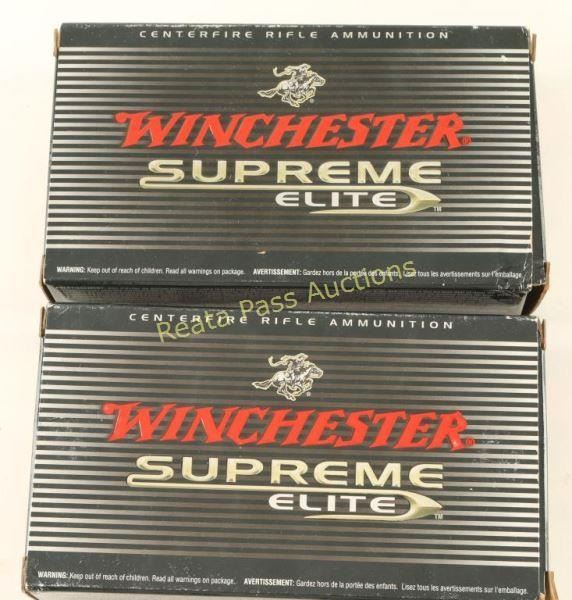 CENTERFIRE RIFLE AMMUNITION
WINCHESTER®
SUPREME
ELITE™
WARNING: Keep out of reach of children. Read all warnings on package. AVERTISSEMENT: Gardez hors de la portée des enfants. Lisez tous les avertissements sur l'emballage.
Reata Pass Auctions
CENTERFIRE RIFLE AMMUNITION
WINCHESTER®
SUPREME
ELITE™
WARNING: Keep out of reach of children. Read all warnings on package. AVERTISSEMENT: Gardez hors de la portée des enfants. Lisez tous les avertissements sur l'emballage.